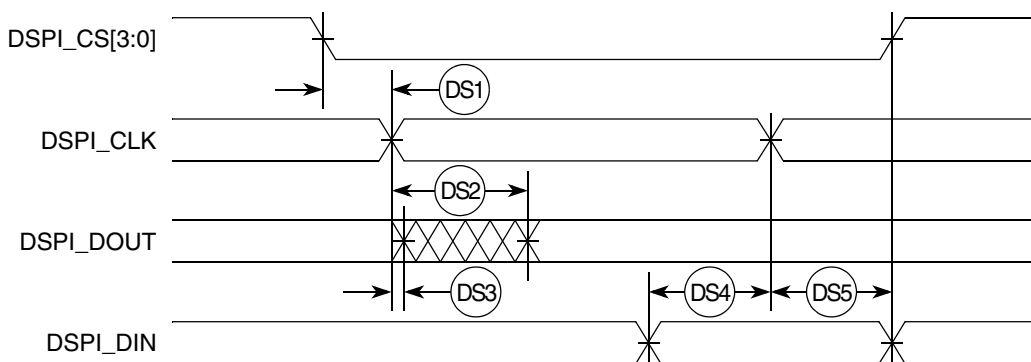 DSPI_CS[3:0]
DS1
DSPI_CLK
DS2
DSPI_DOUT
DS3
DS4
DS5
DSPI_DIN